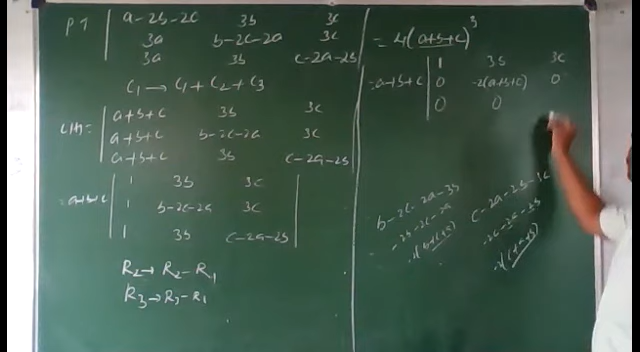 PT | a-2b-2c 3b 3c
3a b-2c-2a 3c
3a 3b c-2a-2b
C₁ → C₁ + C₂ + C₃
LHS = | a+b+c 3b 3c
a+b+c b-2c-2a 3c
a+b+c 3b c-2a-2b
= a+b+c | 1 3b 3c |
1 b-2c-2a 3c
1 3b c-2a-2b
R₂ → R₂ - R₁
R₃ → R₃ - R₁
= 4(a+b+c)³
= a+b+c | 1 3b 3c
0 -2(a+b+c) 0
0 0
b-2c-2a-3b
-2b-2c-2a
c-2a-2b-3c
-2c-2a-2b